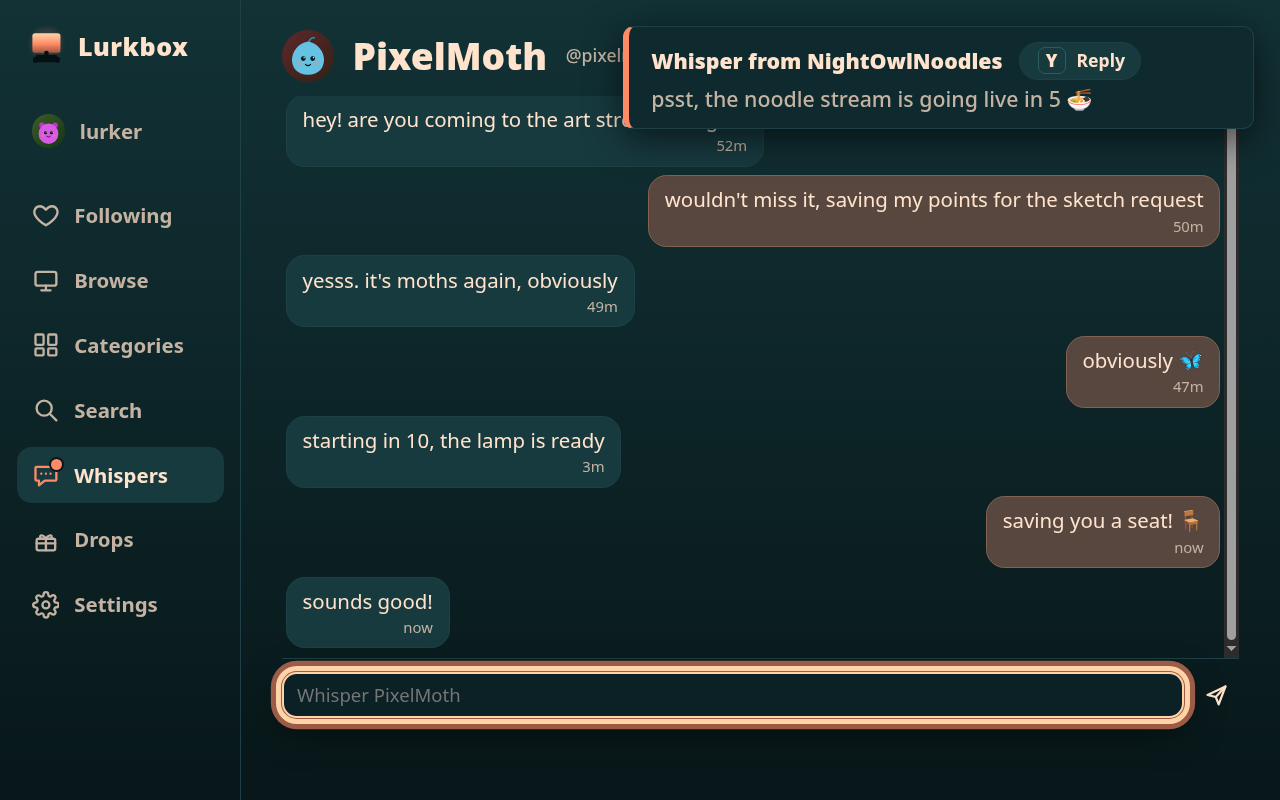 Lurkbox
lurker
Following
Browse
Categories
Search
Whispers
Drops
Settings
PixelMoth
Whisper from NightOwlNoodles
Y Reply
psst, the noodle stream is going live in 5 🍜
hey! are you coming to the art
52m
wouldn't miss it, saving my points for the sketch request
50m
yesss. it's moths again, obviously
49m
obviously 🦋
47m
starting in 10, the lamp is ready
3m
saving you a seat! 🪑
now
sounds good!
now
Whisper PixelMoth